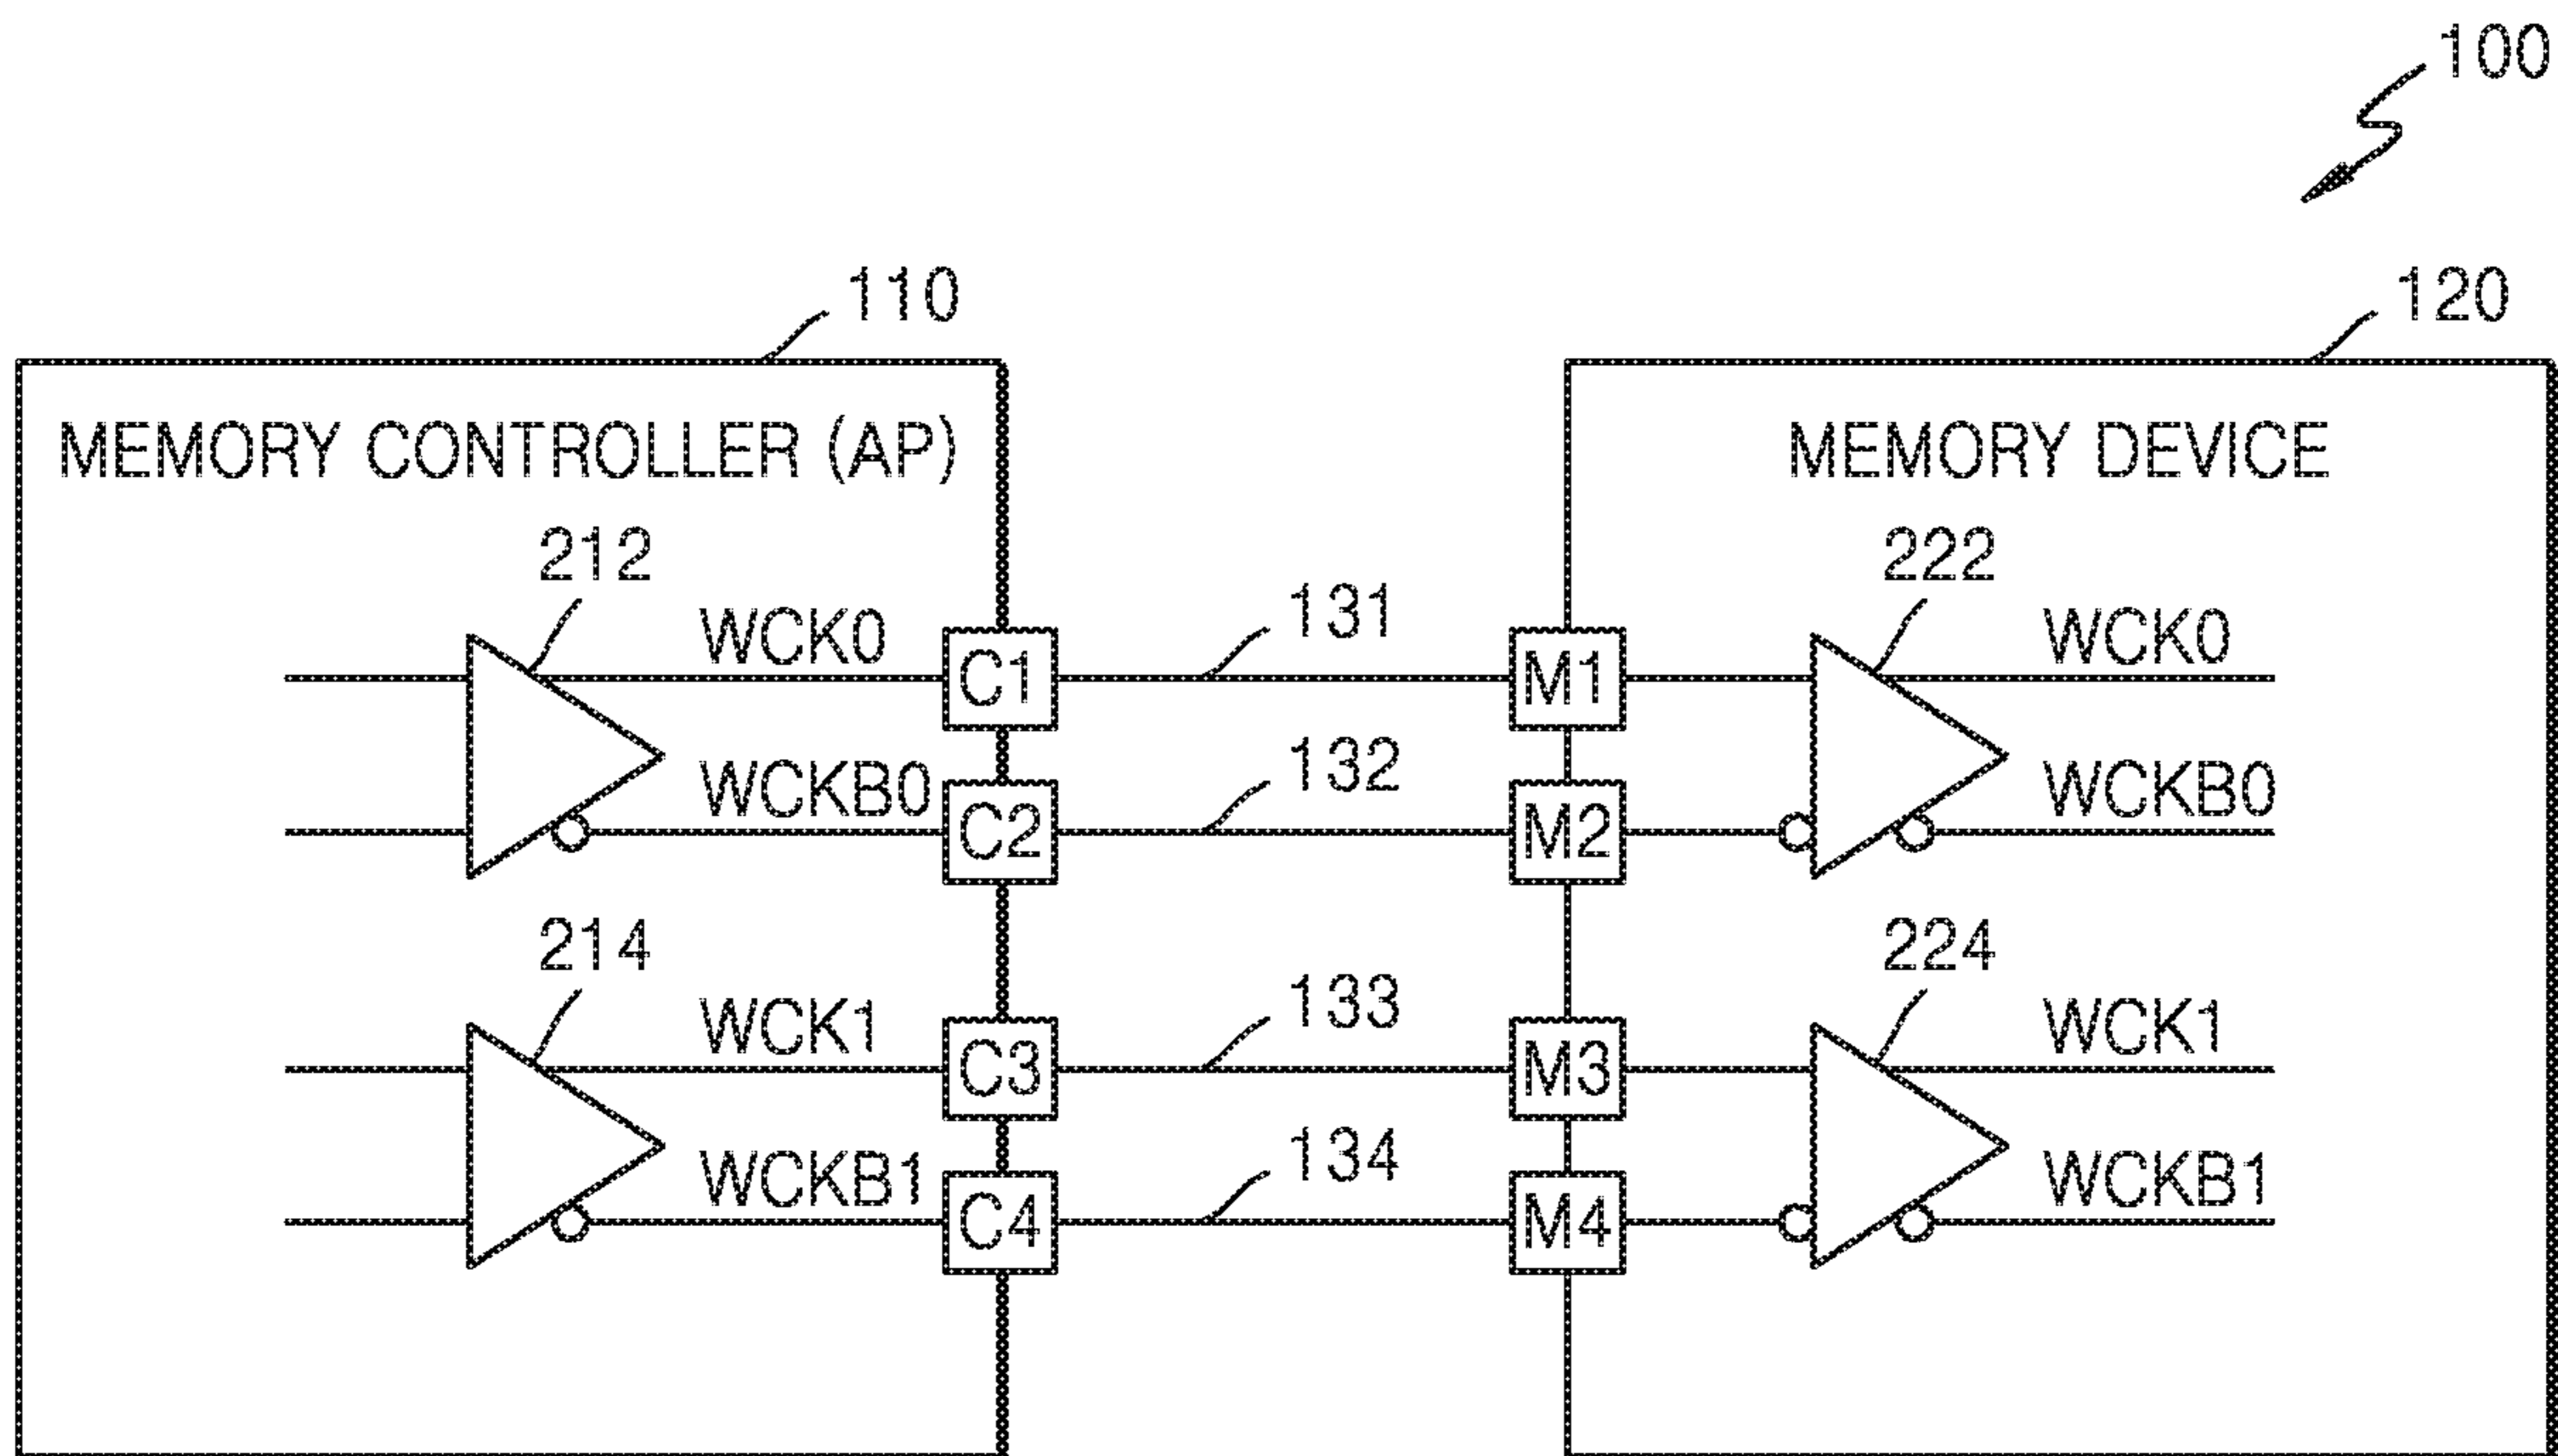 100
110
120
MEMORY CONTROLLER (AP)
MEMORY DEVICE
212
222
WCK0
C1
131
M1
WCK0
WCKB0
C2
132
M2
WCKB0
214
224
WCK1
C3
133
M3
WCK1
WCKB1
C4
134
M4
WCKB1